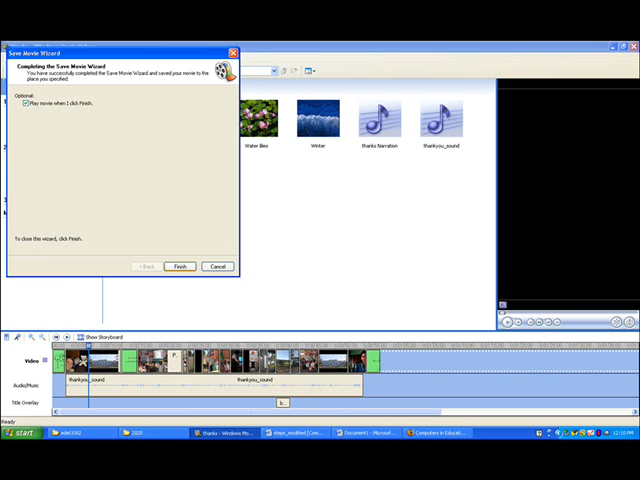 Save Movie Wizard
Completing the Save Movie Wizard
You have successfully completed the Save Movie Wizard and saved your movie to the
place you specified.
Optional:
Play movie when I click Finish.
To close this wizard, click Finish.
< Back
Finish
Cancel
Water lilies
Winter
thanks Narration
thankyou_sound
Show Storyboard
Video
Audio/Music
thankyou_sound
thankyou_sound
Title Overlay
Ready
start
2020
thanks - Windows Mo...
steps_modified [Com...
Document1 - Microsof...
Computers in Educat...
12:10 PM